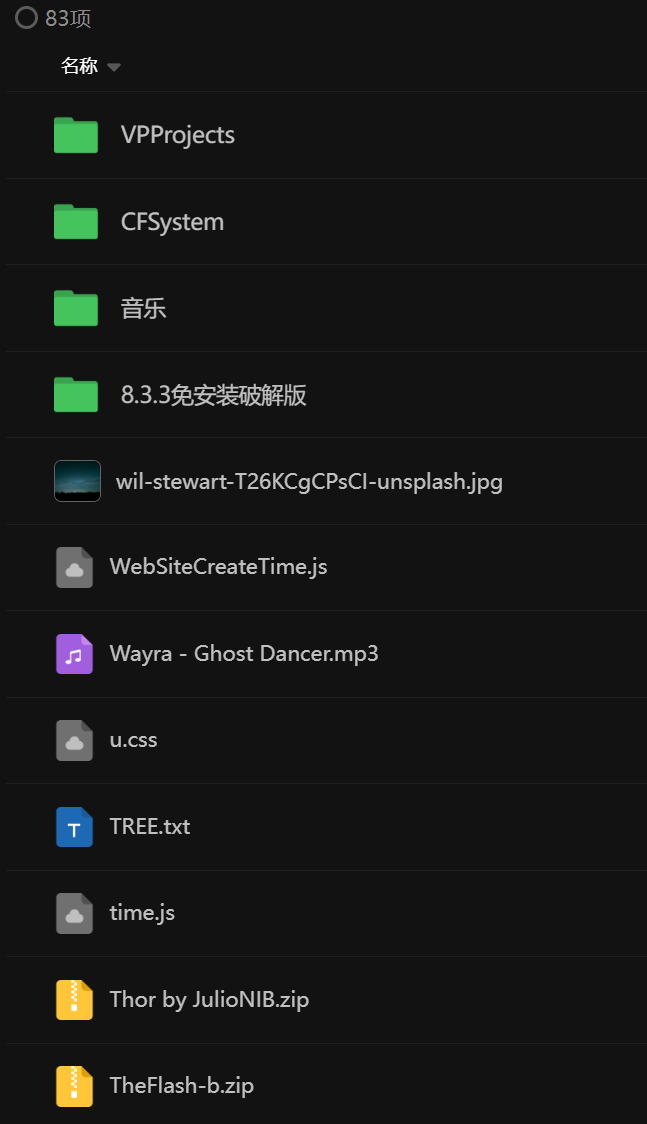 83项
名称
VPProjects
CFSystem
音乐
8.3.3免安装破解版
wil-stewart-T26KCgCPsCI-unsplash.jpg
WebSiteCreateTime.js
Wayra - Ghost Dancer.mp3
u.css
T
TREE.txt
time.js
Thor by JulioNIB.zip
TheFlash-b.zip